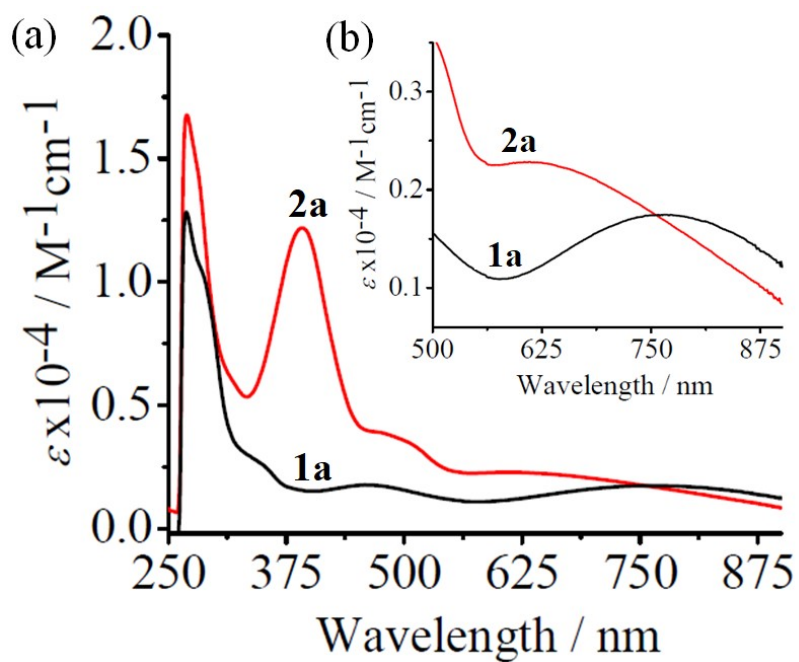 (a)
2.0
1.5
1.0
0.5
0.0
ε x10-4 / M-1cm-1
2a
1a
250 375 500 625 750 875
Wavelength / nm
(b)
0.3
0.2
0.1
ε x10-4 / M-1cm-1
2a
1a
500 625 750 875
Wavelength / nm